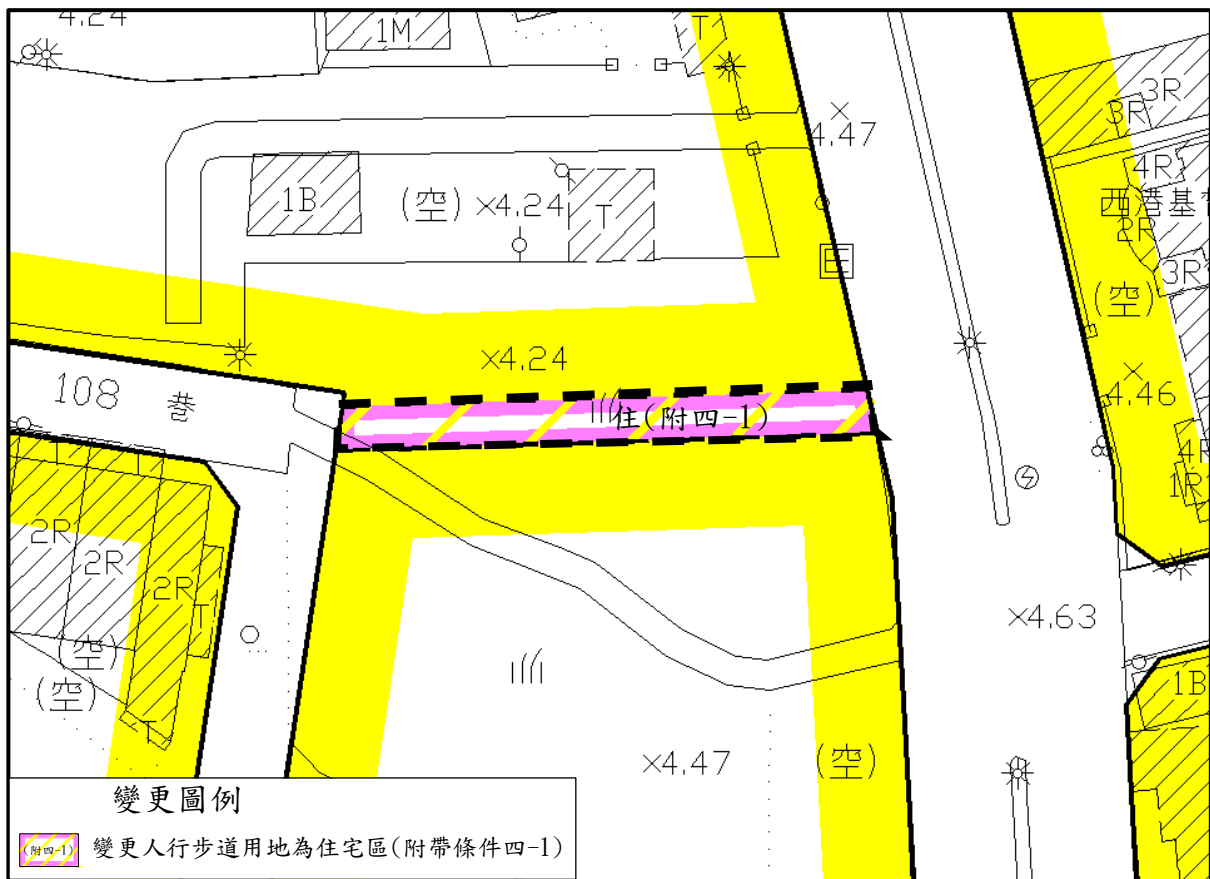 4.24
1M
T
3R
3R
4.47
4R
1B
(空)
×4.24
T
西港基
2R
3R
E
(空)
×4.24
108 巷
住(附四-1)
4.46
4R
1R
2R
2R
2R
T
×4.63
(空)
(空)
1B
T
×4.47
(空)
變更圖例
(附四-1) 變更人行步道用地為住宅區(附帶條件四-1)